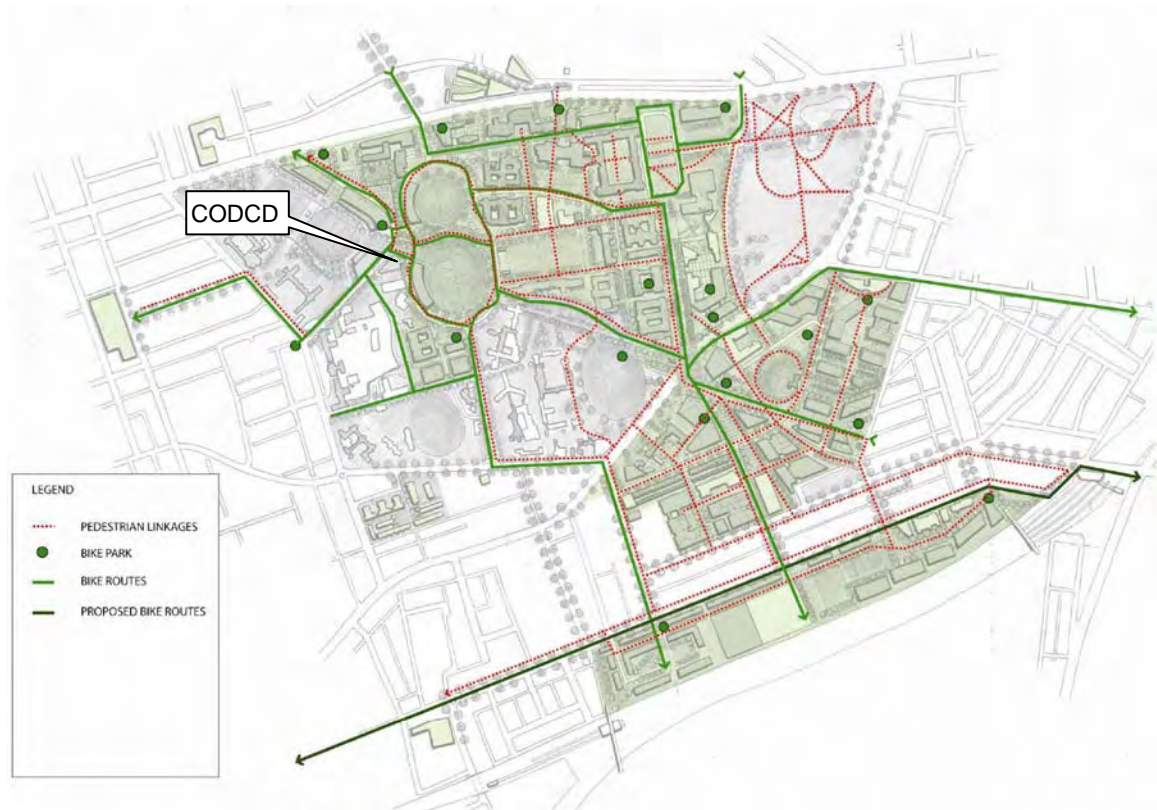 CODCD
LEGEND
PEDESTRIAN LINKAGES
BIKE PARK
BIKE ROUTES
PROPOSED BIKE ROUTES